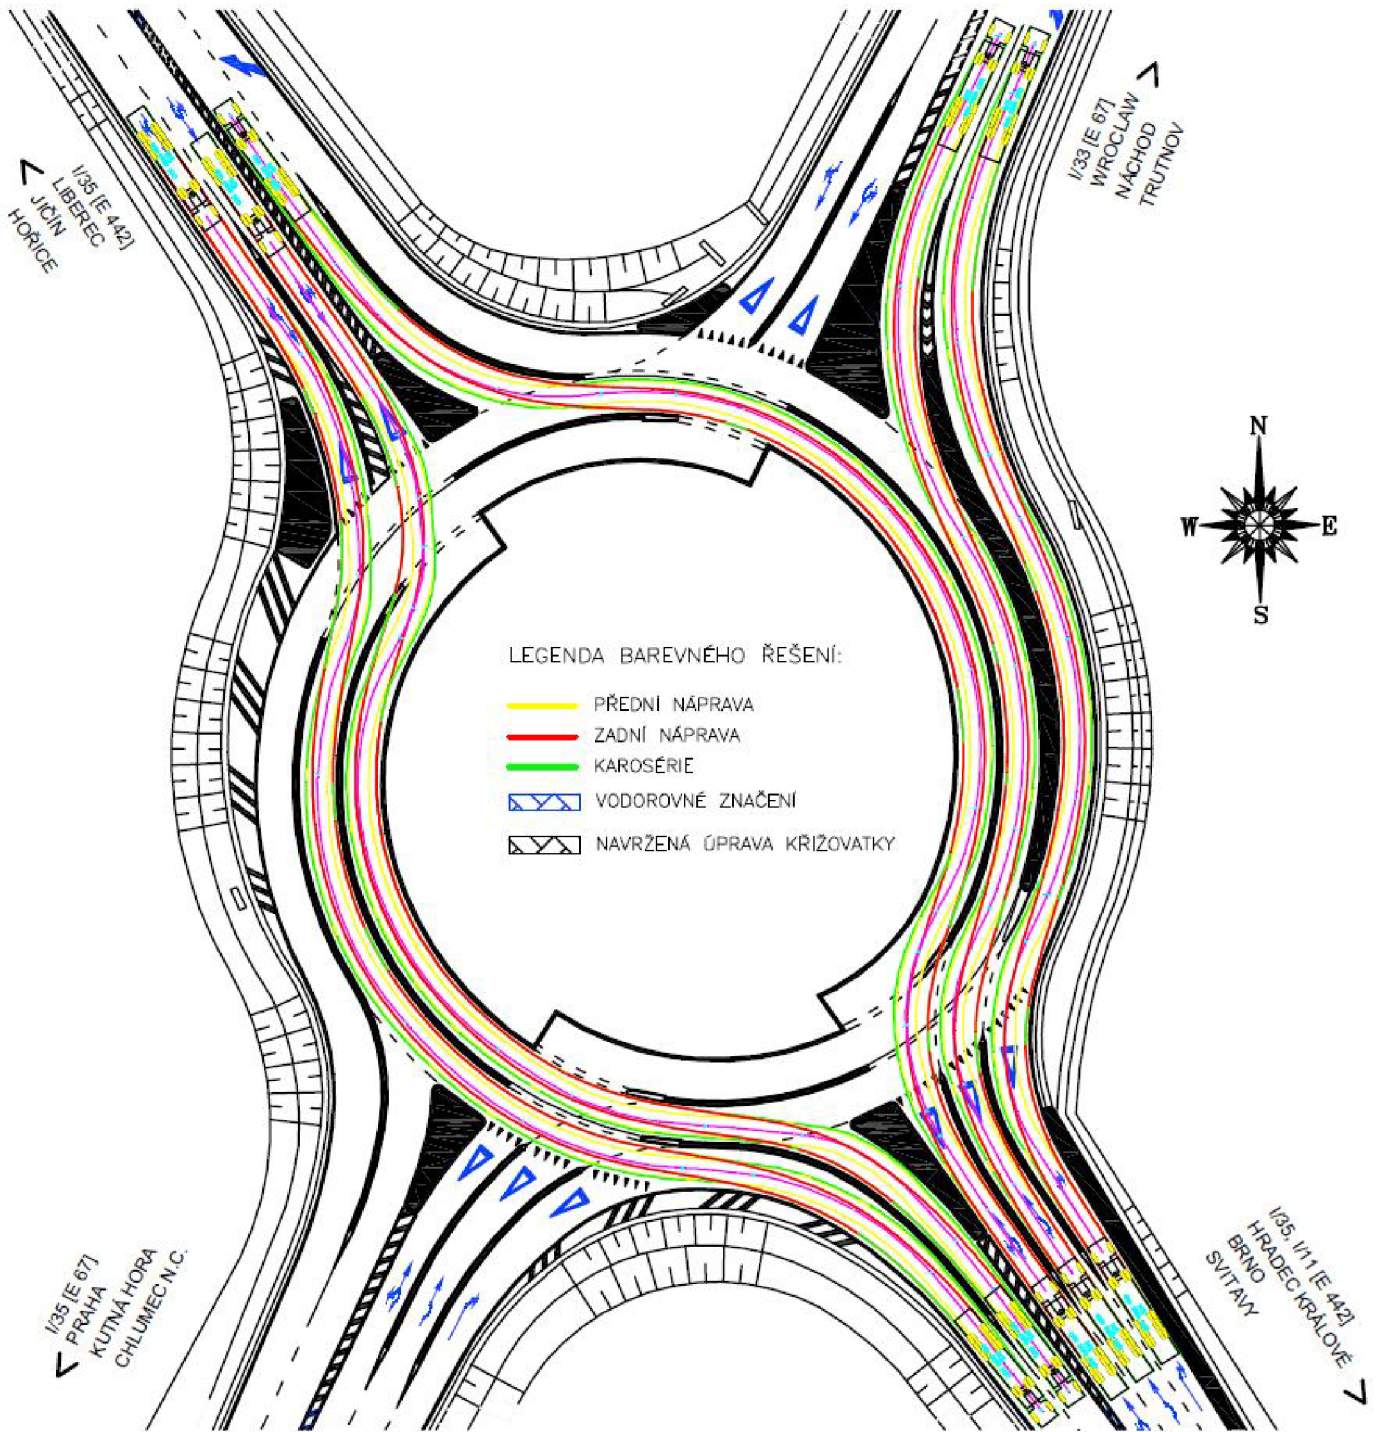 I/35 [E 442]
LIBEREC
JIČÍN
HOŘICE
I/33 [E 67]
WROCLAW
NÁCHOD
TRUTNOV
N
W
E
S
LEGENDA BAREVNÉHO ŘEŠENÍ:
PŘEDNÍ NÁPRAVA
ZADNÍ NÁPRAVA
KAROSÉRIE
VODOROVNÉ ZNAČENÍ
NAVRŽENÁ ÚPRAVA KŘIŽOVATKY
I/35 [E 67]
PRAHA
KUTNÁ HORA
CHLUMEC N.C.
I/35, I/11 [E 442]
HRADEC KRÁLOVÉ
BRNO
SVITAVY